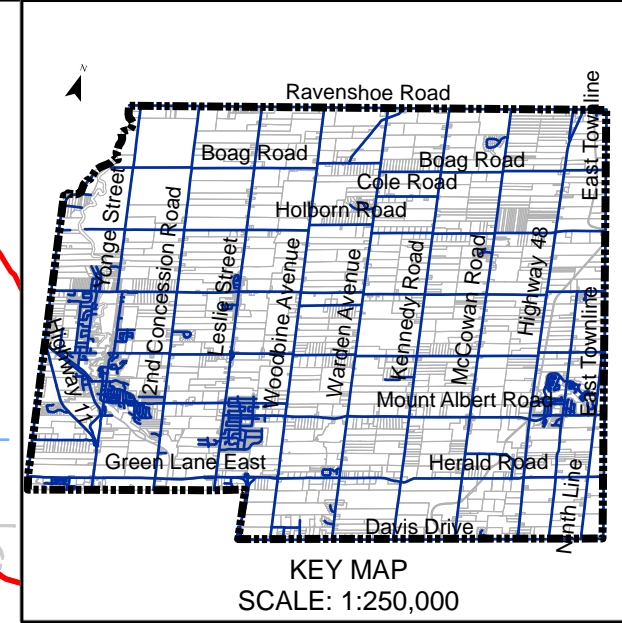 N
Ravenshoe Road
East Townline
Boag Road
Boag Road
Cole Road
Holborn Road
Yonge Street
2nd Concession Road
Leslie Street
Woodbine Avenue
Warden Avenue
Kennedy Road
McCowan Road
Highway 48
East Townline
Highway 11
Mount Albert Road
Green Lane East
Herald Road
Ninth Line
Davis Drive
KEY MAP
SCALE: 1:250,000